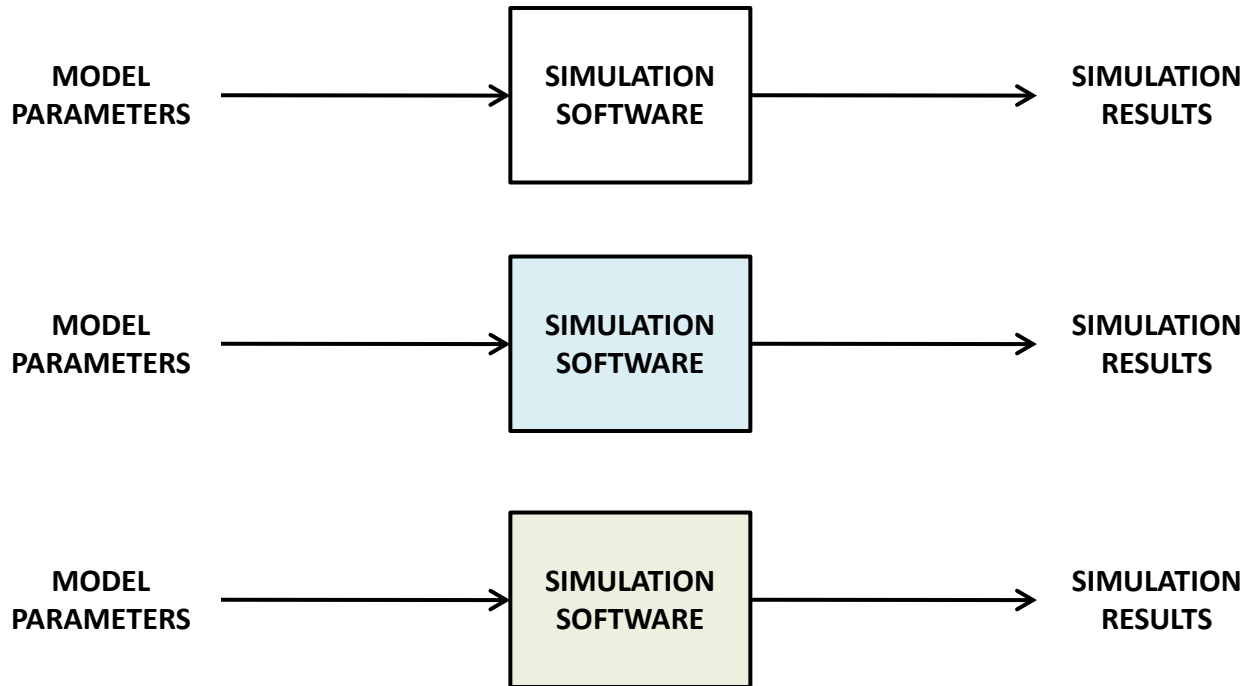 MODEL
PARAMETERS
SIMULATION
SOFTWARE
SIMULATION
RESULTS
MODEL
PARAMETERS
SIMULATION
SOFTWARE
SIMULATION
RESULTS
MODEL
PARAMETERS
SIMULATION
SOFTWARE
SIMULATION
RESULTS